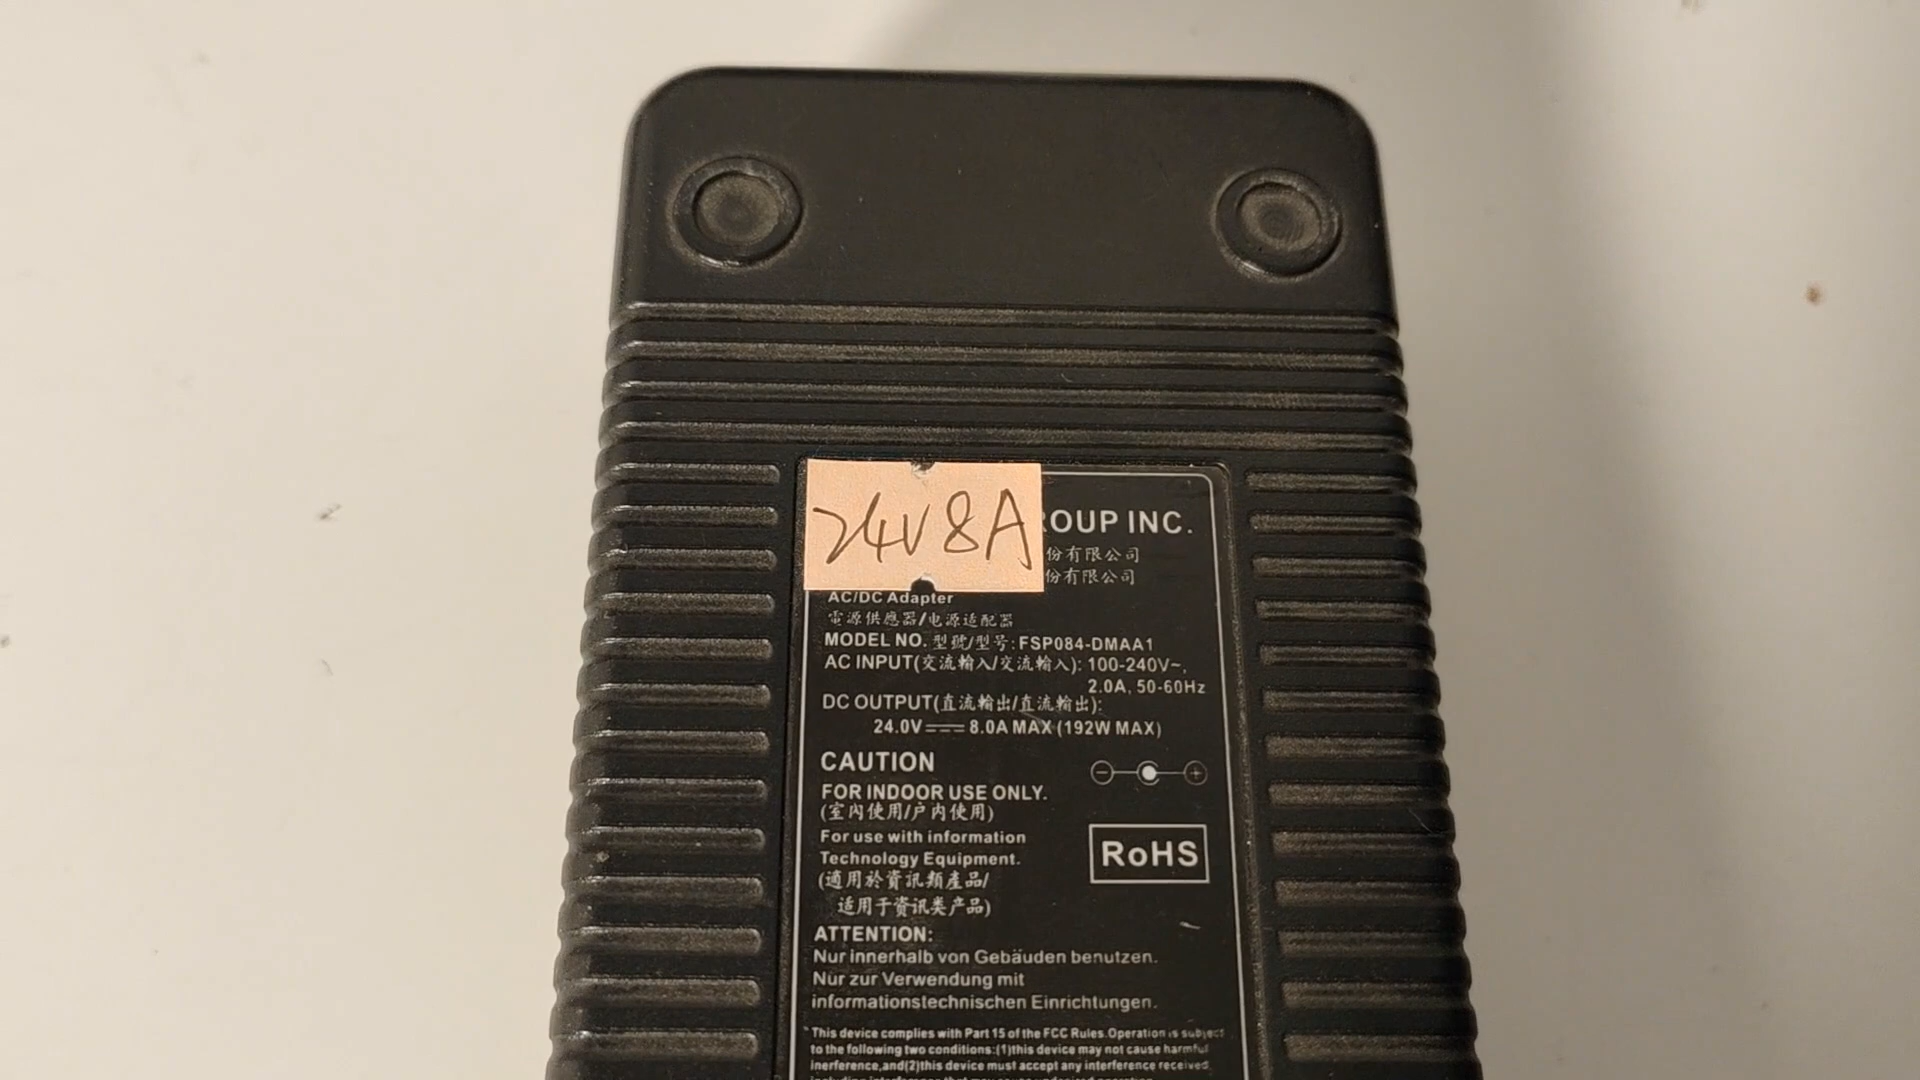 24V8A
ROUP INC.
份有限公司
份有限公司
AC/DC Adapter
電源供應器/电源适配器
MODEL NO. 型號/型号: FSP084-DMAA1
AC INPUT(交流輸入/交流輸入): 100-240V~,
2.0A, 50-60Hz
DC OUTPUT(直流輸出/直流輸出):
24.0V⎓8.0A MAX (192W MAX)
CAUTION
FOR INDOOR USE ONLY.
(室內使用/户内使用)
For use with information
Technology Equipment.
(適用於資訊類產品/
适用于資讯类产品)
RoHS
ATTENTION:
Nur innerhalb von Gebäuden benutzen.
Nur zur Verwendung mit
informationstechnischen Einrichtungen.
This device complies with Part 15 of the FCC Rules.Operation is subject
to the following two conditions:(1)this device may not cause harmful
inerference,and(2)this device must accept any interference received